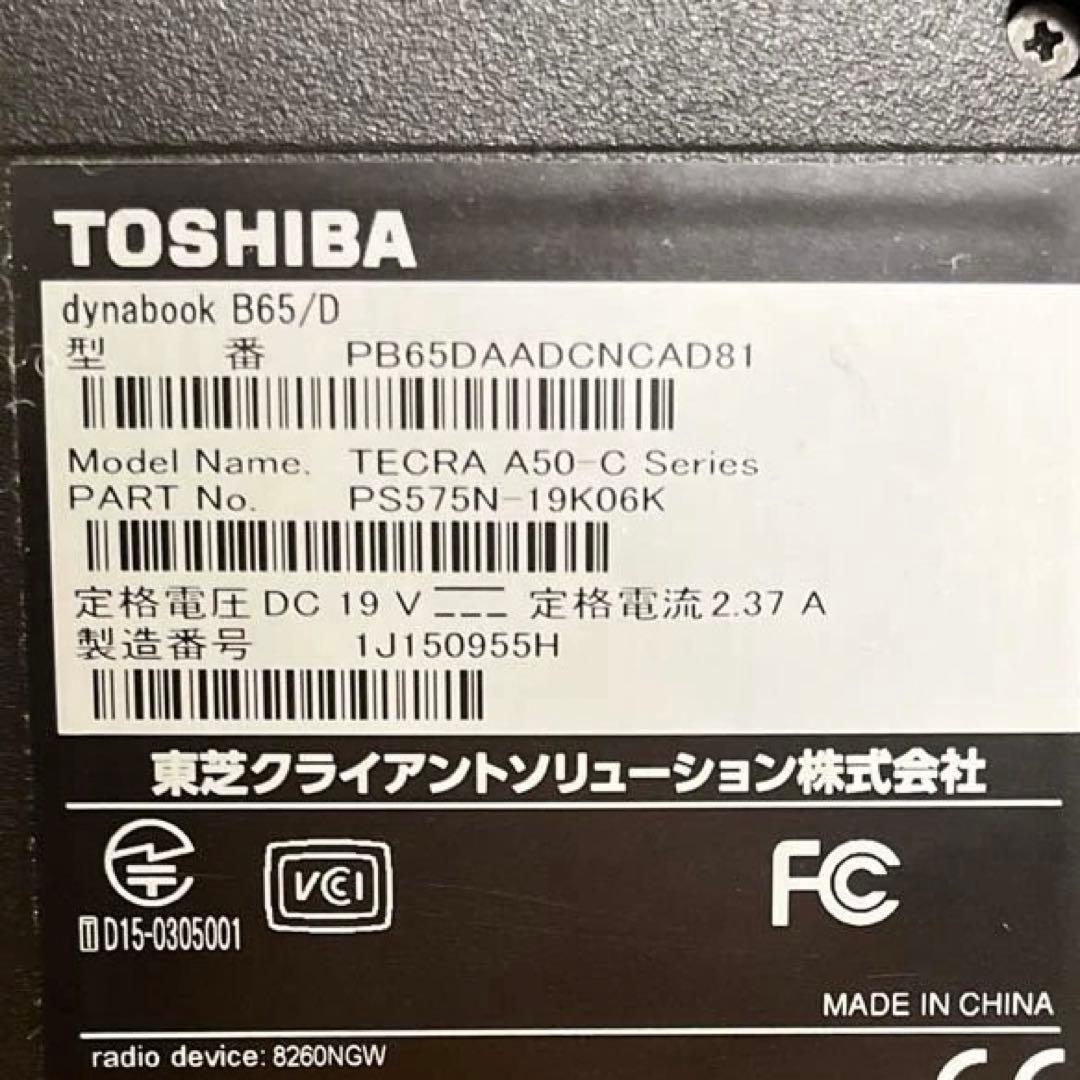 TOSHIBA
dynabook B65/D
型 番 PB65DAADCNCAD81
Model Name. TECRA A50-C Series
PART No. PS575N-19K06K
定格電圧 DC 19 V 定格電流 2.37 A
製造番号 1J150955H
東芝クライアントソリューション株式会社
VCCI
FC
T D15-0305001
MADE IN CHINA
radio device: 8260NGW
CE